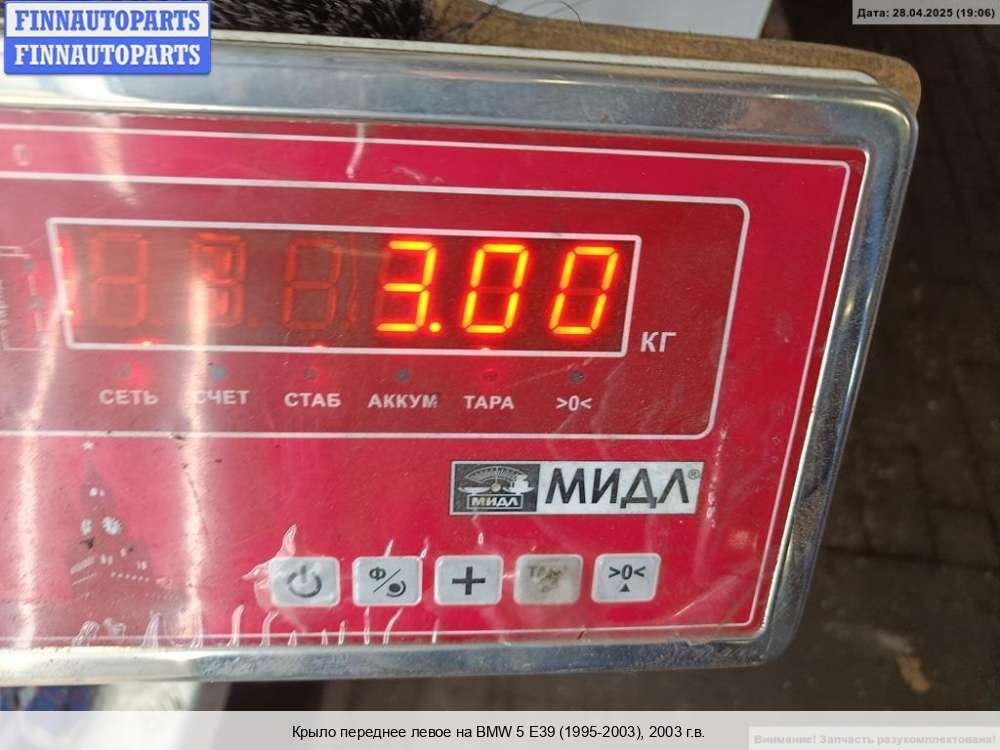 FINNAUTOPARTS
FINNAUTOPARTS
Дата: 28.04.2025 (19:06)
3.00
КГ
СЕТЬ СЧЕТ СТАБ АККУМ ТАРА >0<
МИДЛ МИДЛ®
Ф + ТАРА >0<
Крыло переднее левое на BMW 5 E39 (1995-2003), 2003 г.в.
Внимание! Запчасть разукомплектована!